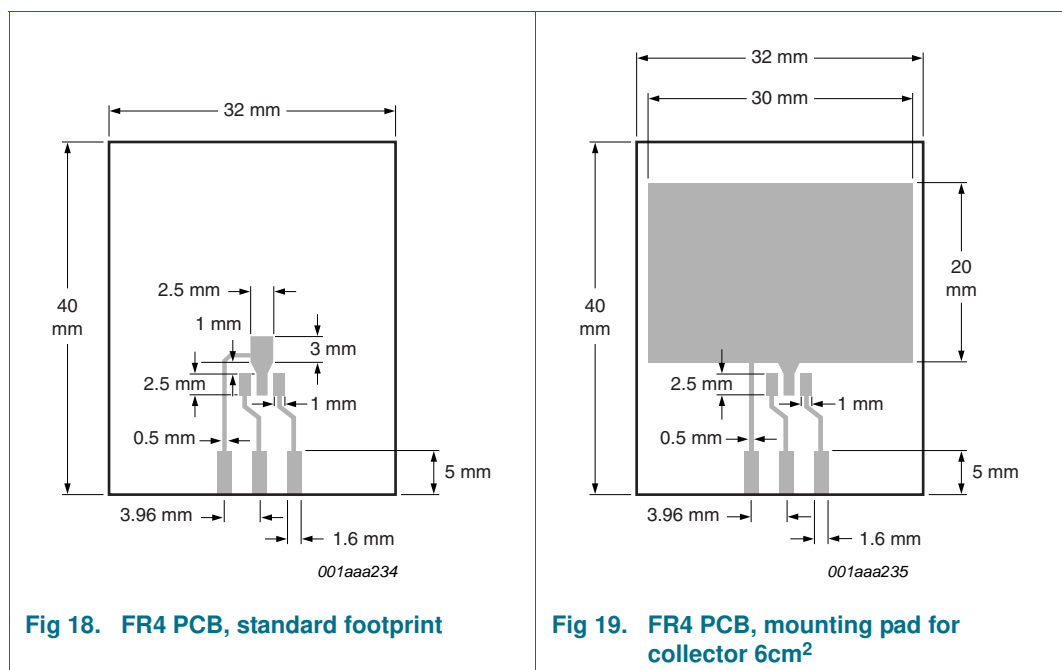 32 mm
40
mm
2.5 mm
1 mm
3 mm
2.5 mm
1 mm
0.5 mm
5 mm
3.96 mm
1.6 mm
001aaa234
Fig 18. FR4 PCB, standard footprint
32 mm
30 mm
40
mm
20
mm
2.5 mm
1 mm
0.5 mm
5 mm
3.96 mm
1.6 mm
001aaa235
Fig 19. FR4 PCB, mounting pad for
collector 6cm²